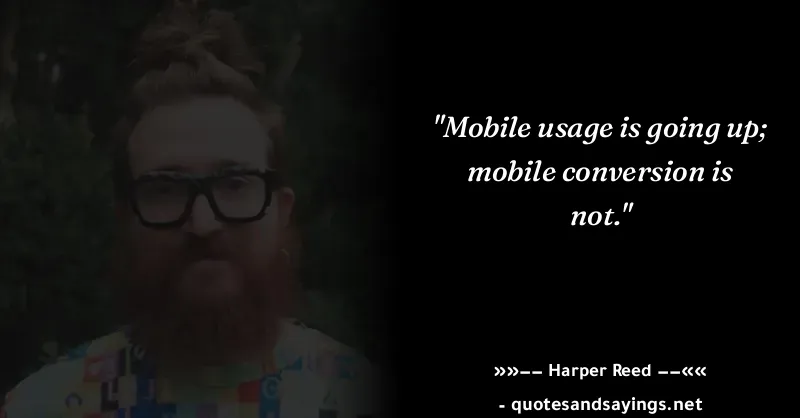 "Mobile usage is going up;
mobile conversion is
not."
»»−− Harper Reed −−««
- quotesandsayings.net